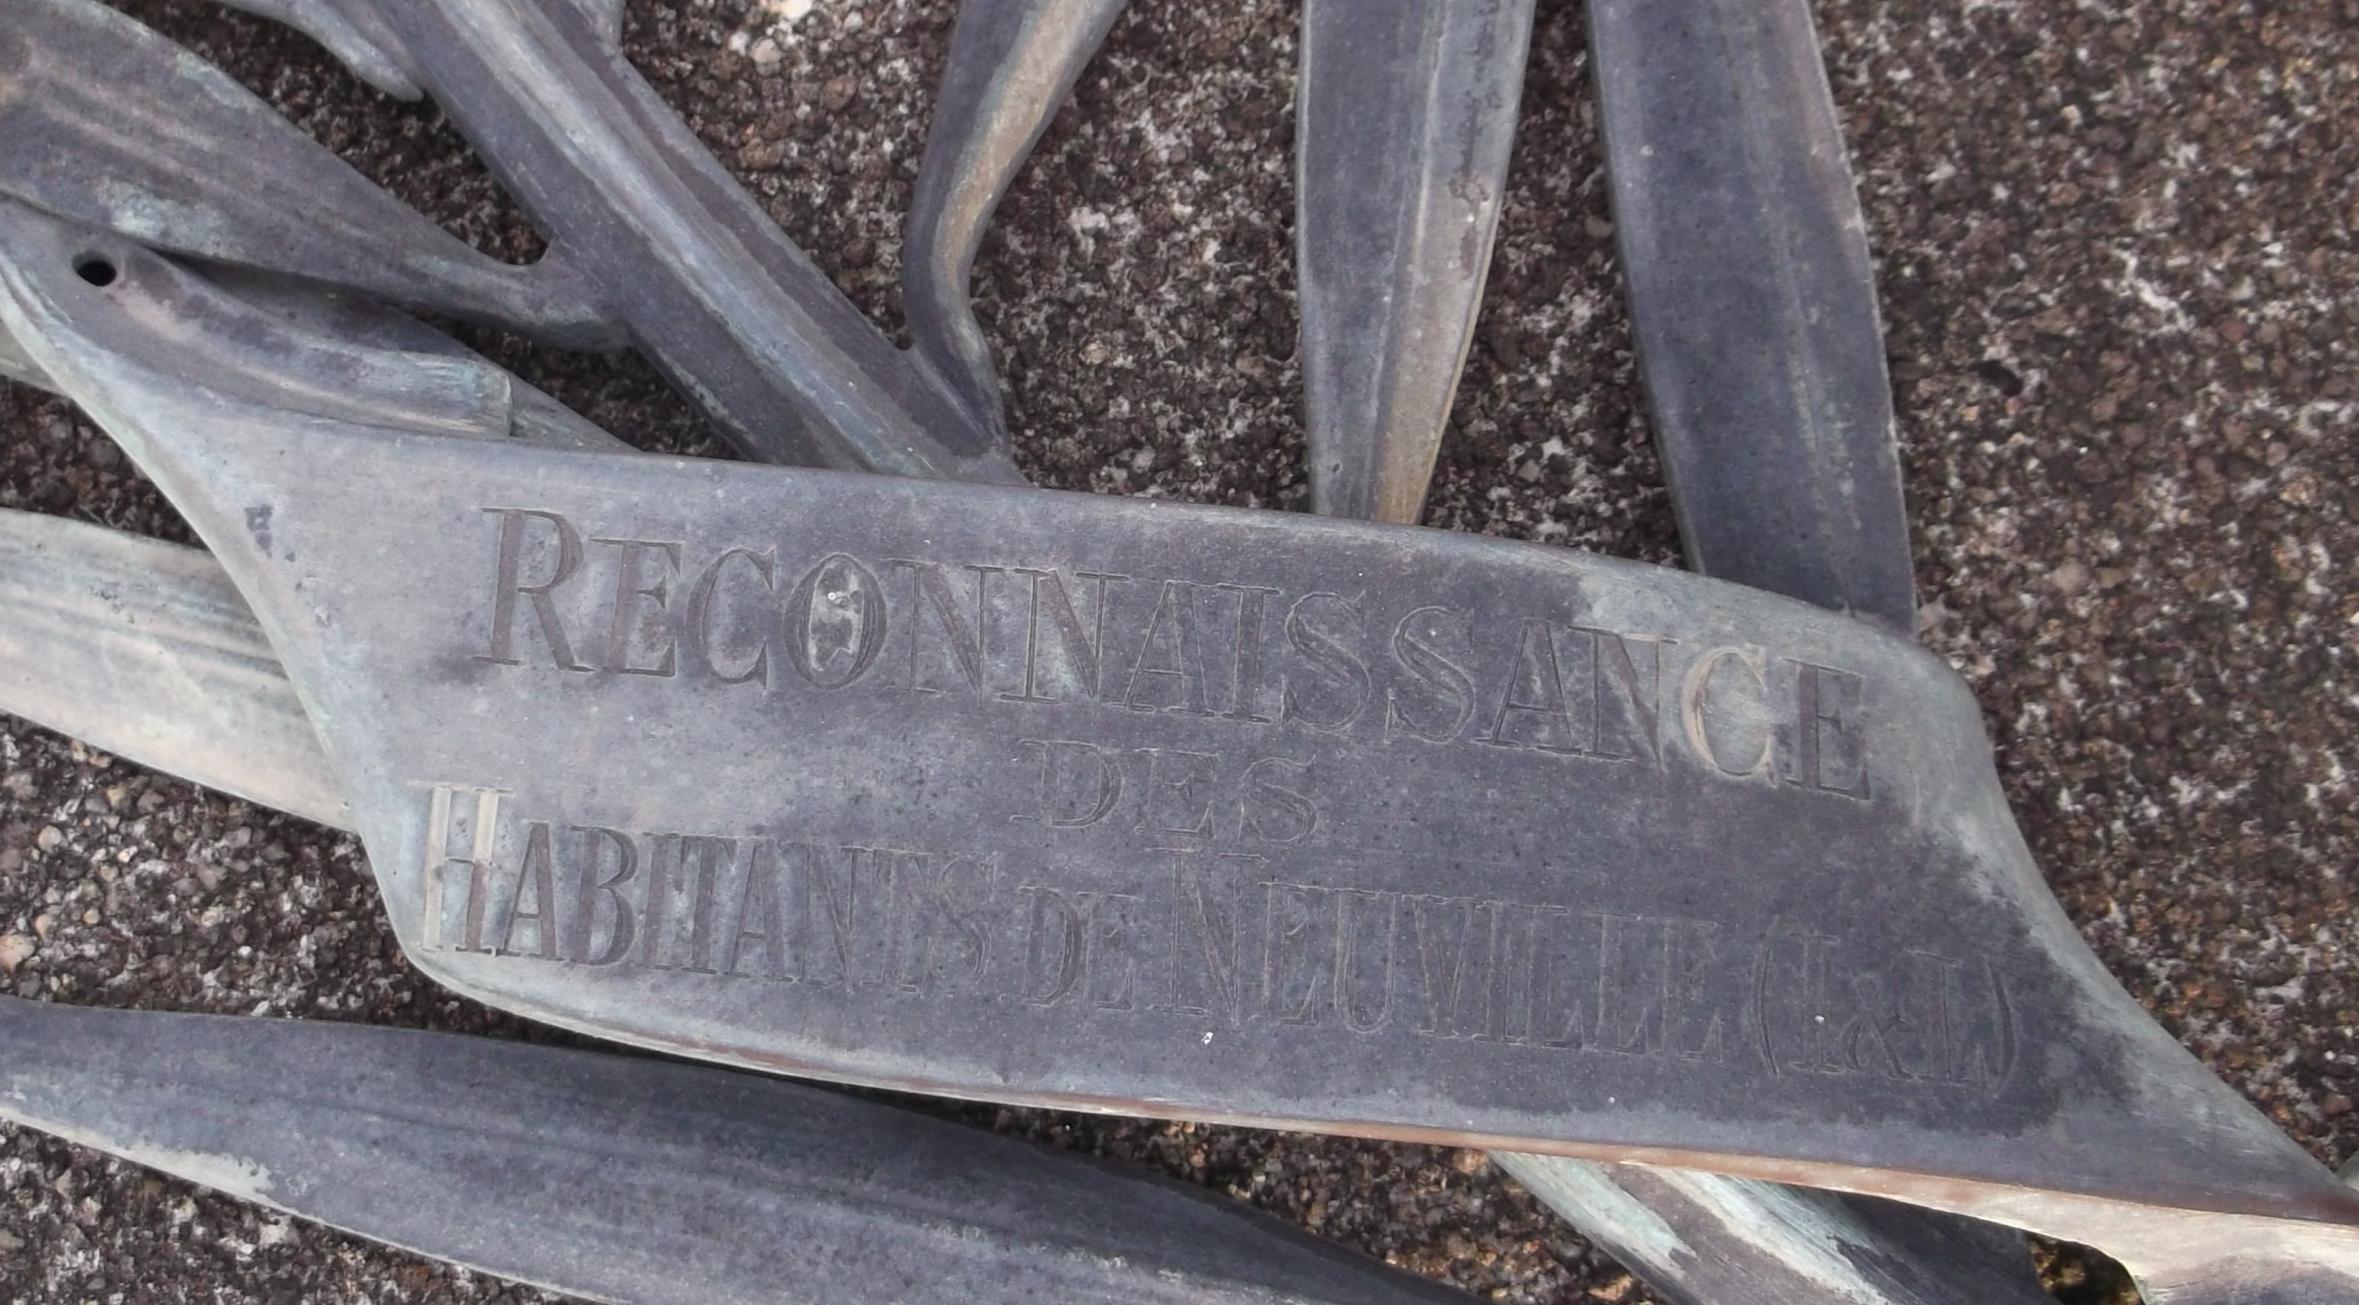 RECONNAISSANCE
DES
HABITANTS DE NEUVILLE (I&L)